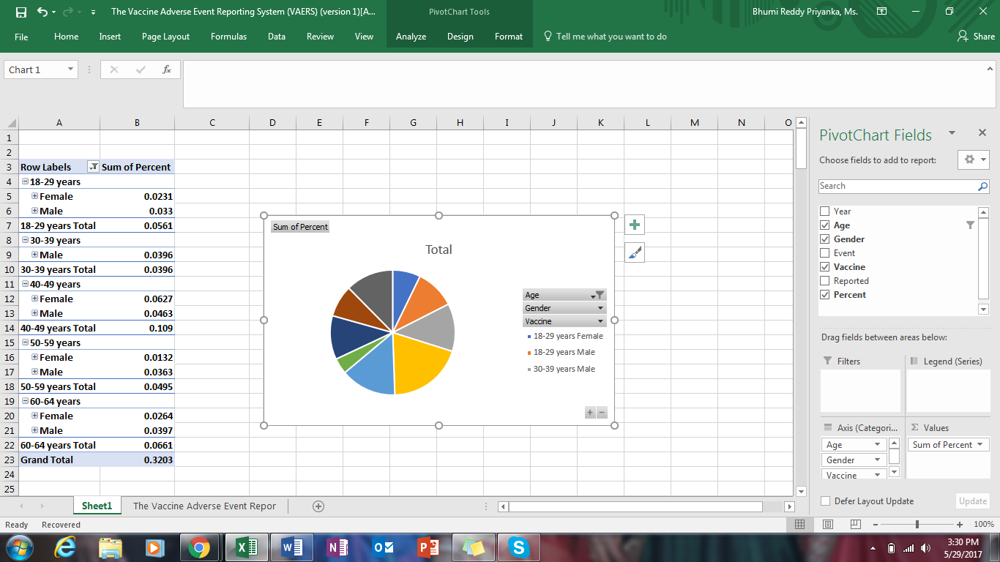 The Vaccine Adverse Event Reporting System (VAERS) (version 1)[A... PivotChart Tools Bhumi Reddy Priyanka, Ms.
File Home Insert Page Layout Formulas Data Review View Analyze Design Format Tell me what you want to do Share
Chart 1 fx
A B C D E F G H I J K L M N O
1
2
3 Row Labels Sum of Percent
4 18-29 years
5 Female 0.0231
6 Male 0.033
7 18-29 years Total 0.0561
8 30-39 years
9 Male 0.0396
10 30-39 years Total 0.0396
11 40-49 years
12 Female 0.0627
13 Male 0.0463
14 40-49 years Total 0.109
15 50-59 years
16 Female 0.0132
17 Male 0.0363
18 50-59 years Total 0.0495
19 60-64 years
20 Female 0.0264
21 Male 0.0397
22 60-64 years Total 0.0661
23 Grand Total 0.3203
24
25
Sum of Percent
Total
Age
Gender
Vaccine
18-29 years Female
18-29 years Male
30-39 years Male
PivotChart Fields
Choose fields to add to report:
Search
Year
Age
Gender
Event
Vaccine
Reported
Percent
Drag fields between areas below:
Filters Legend (Series)
Axis (Categori... Σ Values
Age Sum of Percent
Gender
Vaccine
Defer Layout Update Update
Sheet1 The Vaccine Adverse Event Repor
Ready Recovered 100%
3:30 PM
5/29/2017